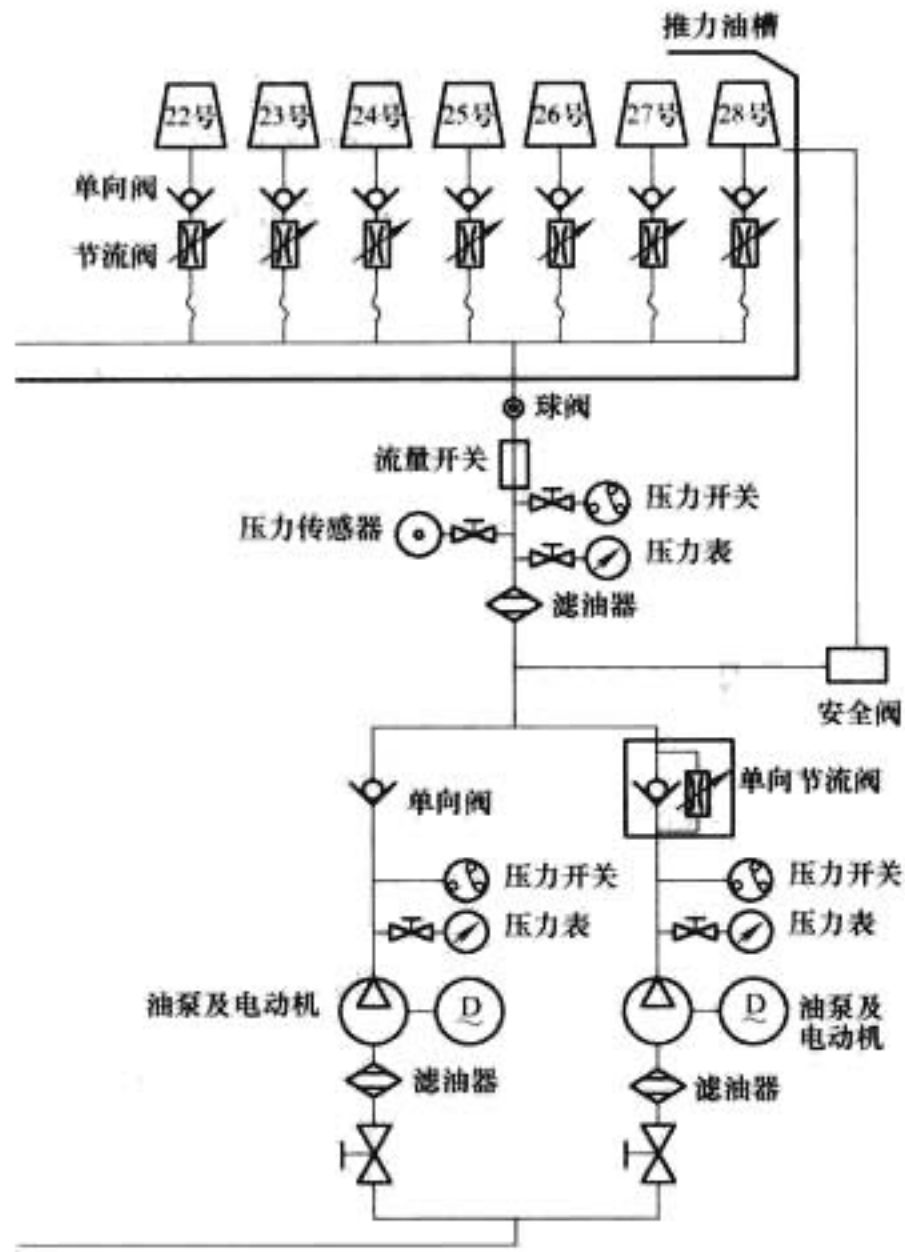 推力油槽
22号 23号 24号 25号 26号 27号 28号
单向阀
节流阀
球阀
流量开关
压力开关
压力传感器
压力表
滤油器
安全阀
单向节流阀
单向阀
压力开关
压力开关
压力表
压力表
油泵及电动机
D
D
油泵及
电动机
滤油器
滤油器